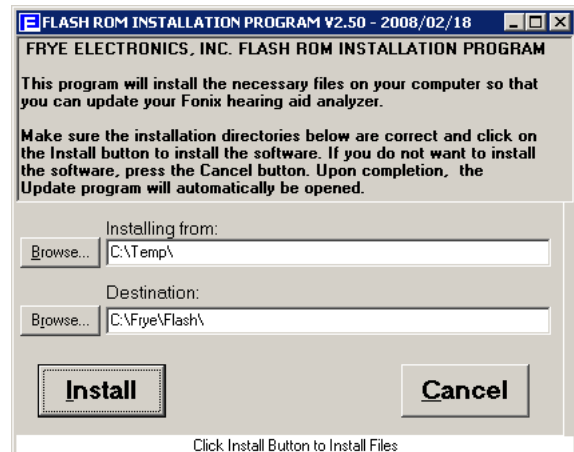 FLASH ROM INSTALLATION PROGRAM V2.50 - 2008/02/18
FRYE ELECTRONICS, INC. FLASH ROM INSTALLATION PROGRAM
This program will install the necessary files on your computer so that
you can update your Fonix hearing aid analyzer.
Make sure the installation directories below are correct and click on
the Install button to install the software. If you do not want to install
the software, press the Cancel button. Upon completion, the
Update program will automatically be opened.
Installing from:
Browse... C:\Temp\
Destination:
Browse... C:\Frye\Flash\
Install Cancel
Click Install Button to Install Files